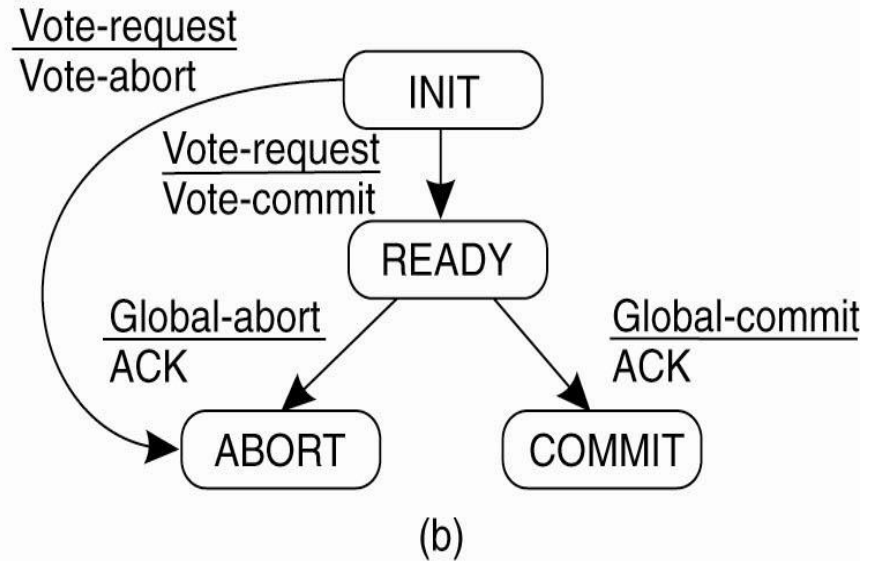 Vote-request
Vote-abort
INIT
Vote-request
Vote-commit
READY
Global-abort
ACK
Global-commit
ACK
ABORT
COMMIT
(b)